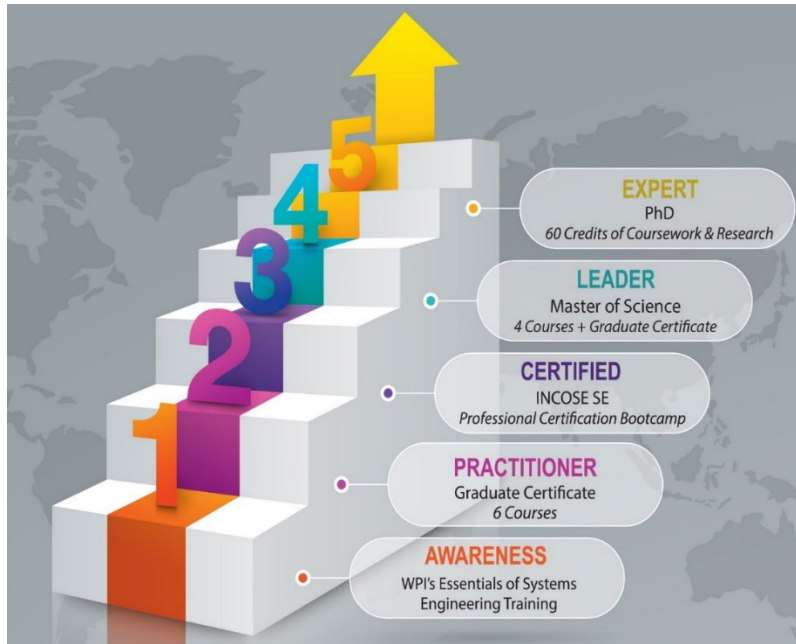 5
4
3
2
1
EXPERT
PhD
60 Credits of Coursework & Research
LEADER
Master of Science
4 Courses + Graduate Certificate
CERTIFIED
INCOSE SE
Professional Certification Bootcamp
PRACTITIONER
Graduate Certificate
6 Courses
AWARENESS
WPI's Essentials of Systems
Engineering Training